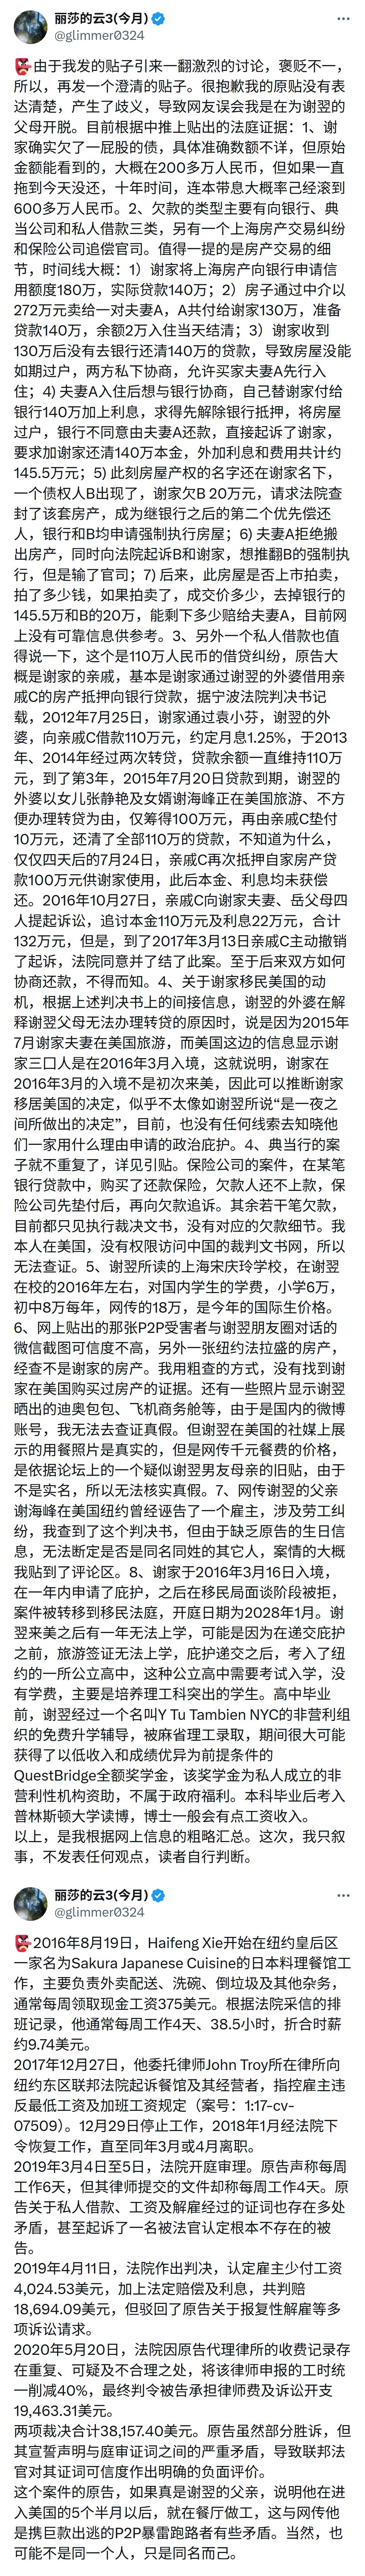 丽莎的云3(今月)
@glimmer0324
👺由于我发的贴子引来一翻激烈的讨论，褒贬不一，
所以，再发一个澄清的贴子。很抱歉我的原贴没有表
达清楚，产生了歧义，导致网友误会我是在为谢翌的
父母开脱。目前根据中推上贴出的法庭证据：1、谢
家确实欠了一屁股的债，具体准确数额不详，但原始
金额能看到的，大概在200多万人民币，但如果一直
拖到今天没还，十年时间，连本带息大概率己经滚到
600多万人民币。2、欠款的类型主要有向银行、典
当公司和私人借款三类，另有一个上海房产交易纠纷
和保险公司追偿官司。值得一提的是房产交易的细
节，时间线大概：1）谢家将上海房产向银行申请信
用额度180万，实际贷款140万；2）房子通过中介以
272万元卖给一对夫妻A，A共付给谢家130万，准备
贷款140万，余额2万入住当天结清；3）谢家收到
130万后没有去银行还清140万的贷款，导致房屋没能
如期过户，两方私下协商，允许买家夫妻A先行入
住；4) 夫妻A入住后想与银行协商，自己替谢家付给
银行140万加上利息，求得先解除银行抵押，将房屋
过户，银行不同意由夫妻A还款，直接起诉了谢家，
要求加谢家还清140万本金，外加利息和费用共计约
145.5万元；5) 此刻房屋产权的名字还在谢家名下，
一个债权人B出现了，谢家欠B 20万元，请求法院查
封了该套房产，成为继银行之后的第二个优先偿还
人，银行和B均申请强制执行房屋；6) 夫妻A拒绝搬
出房产，同时向法院起诉B和谢家，想推翻B的强制执
行，但是输了官司；7) 后来，此房屋是否上市拍卖，
拍了多少钱，如果拍卖了，成交价多少，去掉银行的
145.5万和B的20万，能剩下多少赔给夫妻A，目前网
上没有可靠信息供参考。3、另外一个私人借款也值
得说一下，这个是110万人民币的借贷纠纷，原告大
概是谢家的亲戚，基本是谢家通过谢翌的外婆借用亲
戚C的房产抵押向银行贷款，据宁波法院判决书记
载，2012年7月25日，谢家通过袁小芬，谢翌的外
婆，向亲戚C借款110万元，约定月息1.25%，于2013
年、2014年经过两次转贷，贷款余额一直维持110万
元，到了第3年，2015年7月20日贷款到期，谢翌的
外婆以女儿张静艳及女婿谢海峰正在美国旅游、不方
便办理转贷为由，仅筹得100万元，再由亲戚C垫付
10万元，还清了全部110万的贷款，不知道为什么，
仅仅四天后的7月24日，亲戚C再次抵押自家房产贷
款100万元供谢家使用，此后本金、利息均未获偿
还。2016年10月27日，亲戚C向谢家夫妻、岳父母四
人提起诉讼，追讨本金110万元及利息22万元，合计
132万元，但是，到了2017年3月13日亲戚C主动撤销
了起诉，法院同意并了结了此案。至于后来双方如何
协商还款，不得而知。4、关于谢家移民美国的动
机，根据上述判决书上的间接信息，谢翌的外婆在解
释谢翌父母无法办理转贷的原因时，说是因为2015年
7月谢家夫妻在美国旅游，而美国这边的信息显示谢
家三口人是在2016年3月入境，这就说明，谢家在
2016年3月的入境不是初次来美，因此可以推断谢家
移居美国的决定，似乎不太像如谢翌所说“是一夜之
间所做出的决定”，目前，也没有任何线索去知晓他
们一家用什么理由申请的政治庇护。4、典当行的案
子就不重复了，详见引贴。保险公司的案件，在某笔
银行贷款中，购买了还款保险，欠款人还不上款，保
险公司先垫付后，再向欠款追诉。其余若干笔欠款，
目前都只见执行裁决文书，没有对应的欠款细节。我
本人在美国，没有权限访问中国的裁判文书网，所以
无法查证。5、谢翌所读的上海宋庆玲学校，在谢翌
在校的2016年左右，对国内学生的学费，小学6万，
初中8万每年，网传的18万，是今年的国际生价格。
6、网上贴出的那张P2P受害者与谢翌朋友圈对话的
微信截图可信度不高，另外一张纽约法拉盛的房产，
经查不是谢家的房产。我用粗查的方式，没有找到谢
家在美国购买过房产的证据。还有一些照片显示谢翌
晒出的迪奥包包、飞机商务舱等，由于是国内的微博
账号，我无法去查证真假。但谢翌在美国的社媒上展
示的用餐照片是真实的，但是网传千元餐费的价格，
是依据论坛上的一个疑似谢翌男友母亲的旧贴，由于
不是实名，所以无法核实真假。7、网传谢翌的父亲
谢海峰在美国纽约曾经诬告了一个雇主，涉及劳工纠
纷，我查到了这个判决书，但由于缺乏原告的生日信
息，无法断定是否是同名同姓的其它人，案情的大概
我贴到了评论区。8、谢家于2016年3月16日入境，
在一年内申请了庇护，之后在移民局面谈阶段被拒，
案件被转移到移民法庭，开庭日期为2028年1月。谢
翌来美之后有一年无法上学，可能是因为在递交庇护
之前，旅游签证无法上学，庇护递交之后，考入了纽
约的一所公立高中，这种公立高中需要考试入学，没
有学费，主要是培养理工科突出的学生。高中毕业
前，谢翌经过一个名叫Y Tu Tambien NYC的非营利组
织的免费升学辅导，被麻省理工录取，期间很大可能
获得了以低收入和成绩优异为前提条件的
QuestBridge全额奖学金，该奖学金为私人成立的非
营利性机构资助，不属于政府福利。本科毕业后考入
普林斯顿大学读博，博士一般会有点工资收入。
以上，是我根据网上信息的粗略汇总。这次，我只叙
事，不发表任何观点，读者自行判断。
丽莎的云3(今月)
@glimmer0324
👺2016年8月19日，Haifeng Xie开始在纽约皇后区
一家名为Sakura Japanese Cuisine的日本料理餐馆工
作，主要负责外卖配送、洗碗、倒垃圾及其他杂务，
通常每周领取现金工资375美元。根据法院采信的排
班记录，他通常每周工作4天、38.5小时，折合时薪
约9.74美元。
2017年12月27日，他委托律师John Troy所在律所向
纽约东区联邦法院起诉餐馆及其经营者，指控雇主违
反最低工资及加班工资规定（案号：1:17-cv-
07509）。12月29日停止工作，2018年1月经法院下
令恢复工作，直至同年3月或4月离职。
2019年3月4日至5日，法院开庭审理。原告声称每周
工作6天，但其律师提交的文件却称每周工作4天。原
告关于私人借款、工资及解雇经过的证词也存在多处
矛盾，甚至起诉了一名被法官认定根本不存在的被
告。
2019年4月11日，法院作出判决，认定雇主少付工资
4,024.53美元，加上法定赔偿及利息，共判赔
18,694.09美元，但驳回了原告关于报复性解雇等多
项诉讼请求。
2020年5月20日，法院因原告代理律所的收费记录存
在重复、可疑及不合理之处，将该律师申报的工时统
一削减40%，最终判令被告承担律师费及诉讼开支
19,463.31美元。
两项裁决合计38,157.40美元。原告虽然部分胜诉，但
其宣誓声明与庭审证词之间的严重矛盾，导致联邦法
官对其证词可信度作出明确的负面评价。
这个案件的原告，如果真是谢翌的父亲，说明他在进
入美国的5个半月以后，就在餐厅做工，这与网传他
是携巨款出逃的P2P暴雷跑路者有些矛盾。当然，也
可能不是同一个人，只是同名而己。